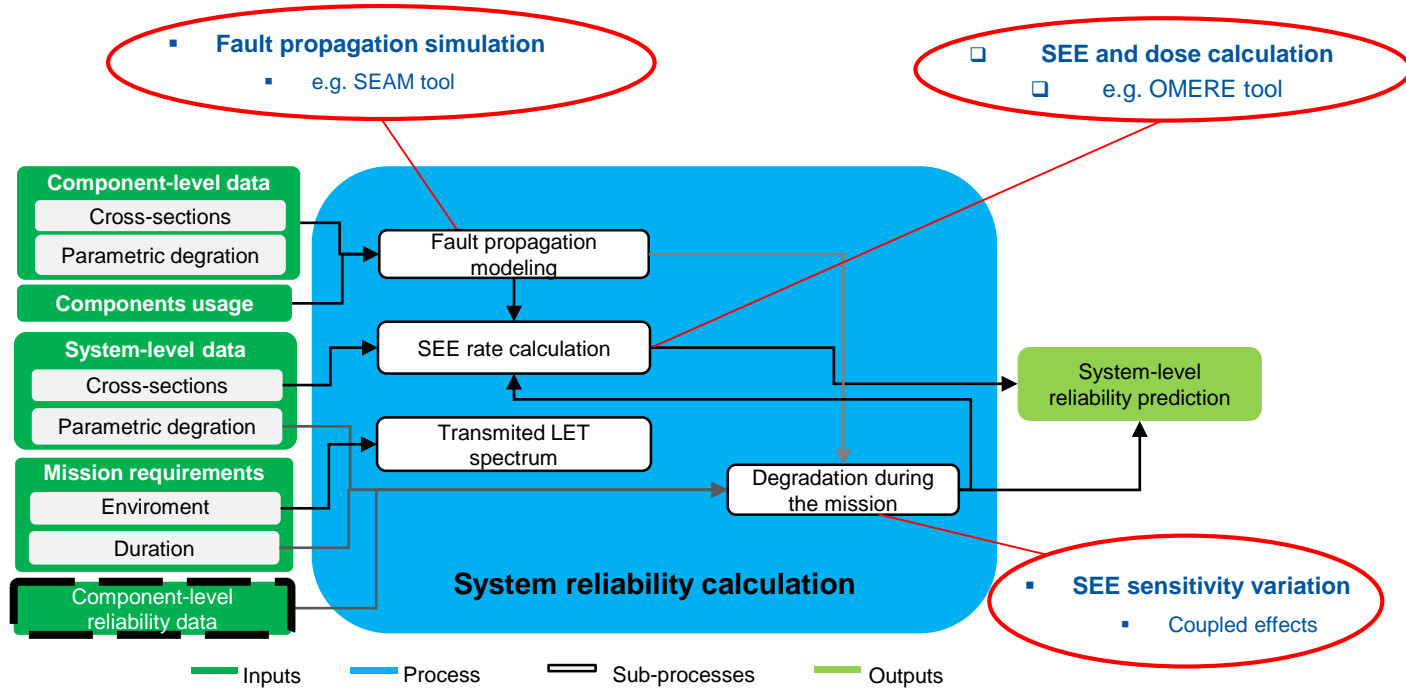 ▪ Fault propagation simulation
▪ e.g. SEAM tool
❑ SEE and dose calculation
❑ e.g. OMERE tool
Component-level data
Cross-sections
Parametric degration
Components usage
System-level data
Cross-sections
Parametric degration
Mission requirements
Enviroment
Duration
Component-level
reliability data
Fault propagation
modeling
SEE rate calculation
Transmited LET
spectrum
Degradation during
the mission
System reliability calculation
System-level
reliability prediction
▪ SEE sensitivity variation
▪ Coupled effects
Inputs
Process
Sub-processes
Outputs